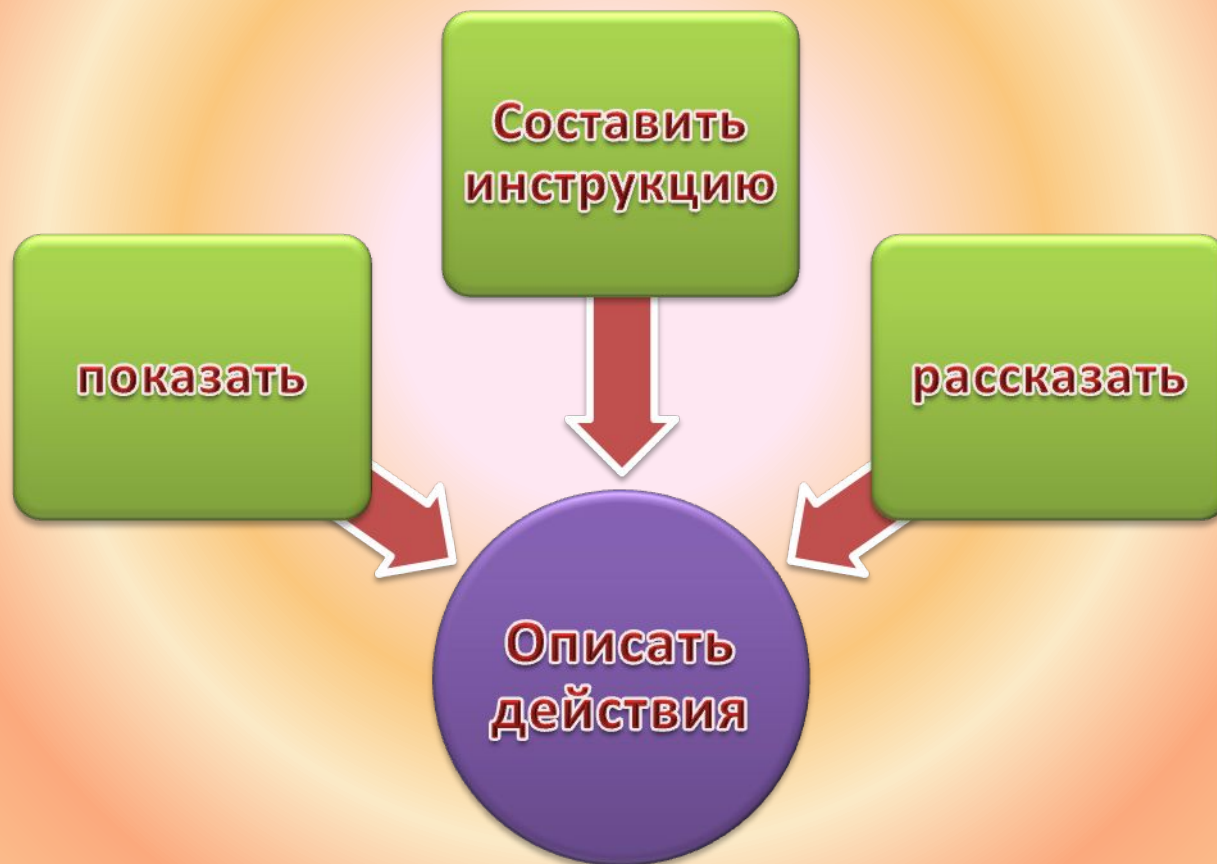 Составить
инструкцию
показать
рассказать
Описать
действия